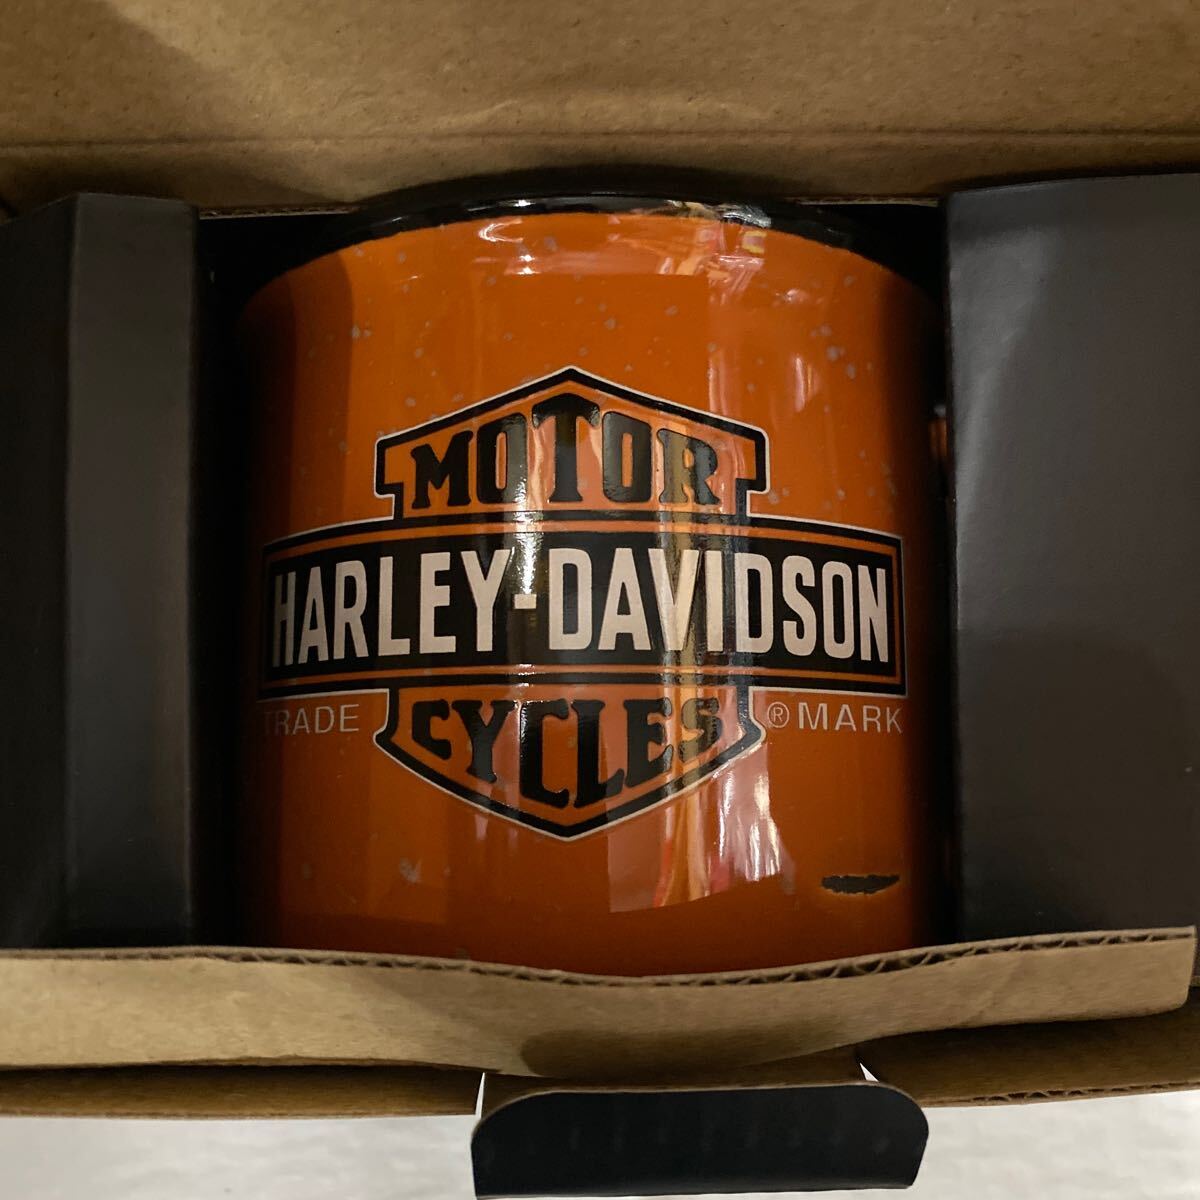 MOTOR
HARLEY-DAVIDSON
TRADE ® MARK
CYCLES